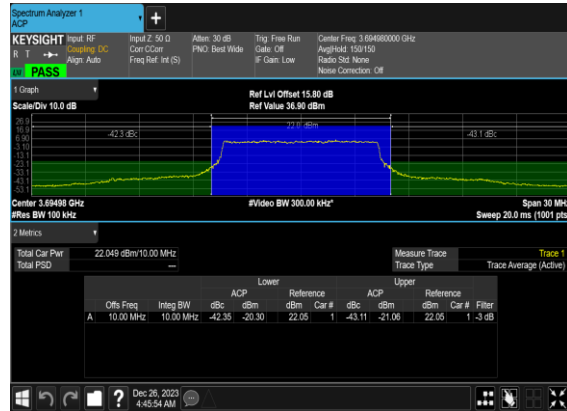 Spectrum Analyzer 1
ACP
+
KEYSIGHT Input: RF Input Z: 50 Ω Atten: 30 dB Trig: Free Run Center Freq: 3.694980000 GHz
R T Coupling: DC Corr CCorr PNO: Best Wide Gate: Off Avg|Hold: 150/150
Align: Auto Freq Ref: Int (S) IF Gain: Low Radio Std: None
Noise Correction: Off
LW PASS
1 Graph
Ref Lvl Offset 15.80 dB
Scale/Div 10.0 dB Ref Value 36.90 dBm
26.9
16.9
6.90
-3.10
-13.1
-23.1
-33.1
-43.1
-53.1
-42.3 dBc 22.0 dBm -43.1 dBc
Center 3.69498 GHz #Video BW 300.00 kHz* Span 30 MHz
#Res BW 100 kHz Sweep 20.0 ms (1001 pts)
2 Metrics
Total Car Pwr 22.049 dBm/10.00 MHz Measure Trace Trace 1
Total PSD --- Trace Type Trace Average (Active)
Lower Upper
ACP Reference ACP Reference
Offs Freq Integ BW dBc dBm dBm Car # dBc dBm dBm Car # Filter
A 10.00 MHz 10.00 MHz -42.35 -20.30 22.05 1 -43.11 -21.06 22.05 1 -3 dB
?
Dec 26, 2023
4:45:54 AM